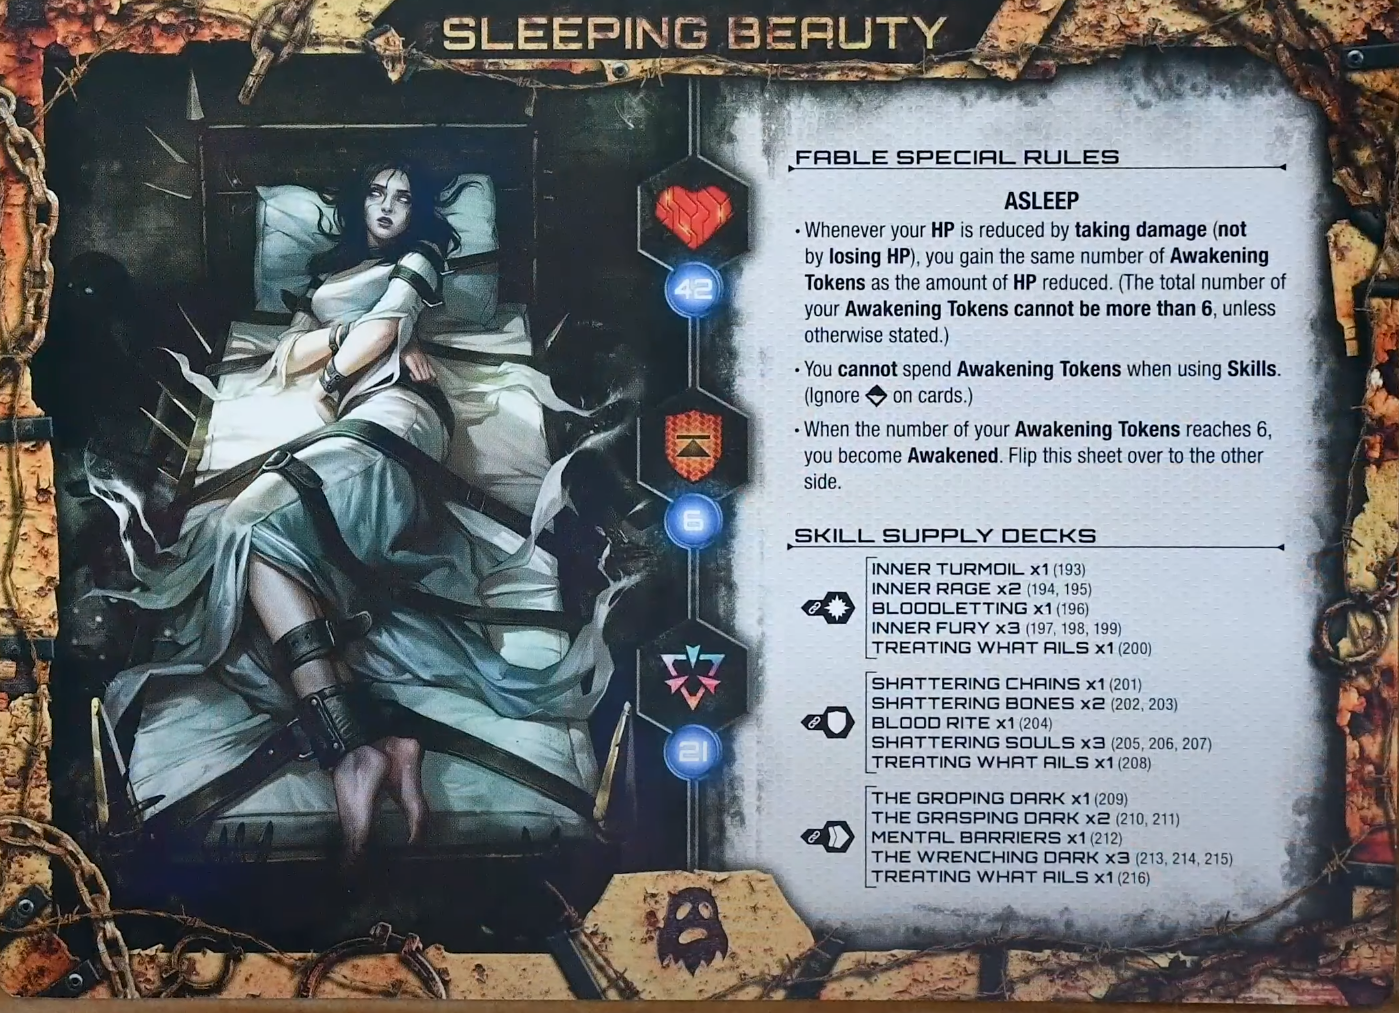 SLEEPING BEAUTY
42
6
21
FABLE SPECIAL RULES
ASLEEP
• Whenever your HP is reduced by taking damage (not
by losing HP), you gain the same number of Awakening
Tokens as the amount of HP reduced. (The total number of
your Awakening Tokens cannot be more than 6, unless
otherwise stated.)
• You cannot spend Awakening Tokens when using Skills.
(Ignore on cards.)
• When the number of your Awakening Tokens reaches 6,
you become Awakened. Flip this sheet over to the other
side.
SKILL SUPPLY DECKS
INNER TURMOIL x1 (193)
INNER RAGE x2 (194, 195)
BLOODLETTING x1 (196)
INNER FURY x3 (197, 198, 199)
TREATING WHAT AILS x1 (200)
SHATTERING CHAINS x1 (201)
SHATTERING BONES x2 (202, 203)
BLOOD RITE x1 (204)
SHATTERING SOULS x3 (205, 206, 207)
TREATING WHAT AILS x1 (208)
THE GROPING DARK x1 (209)
THE GRASPING DARK x2 (210, 211)
MENTAL BARRIERS x1 (212)
THE WRENCHING DARK x3 (213, 214, 215)
TREATING WHAT AILS x1 (216)